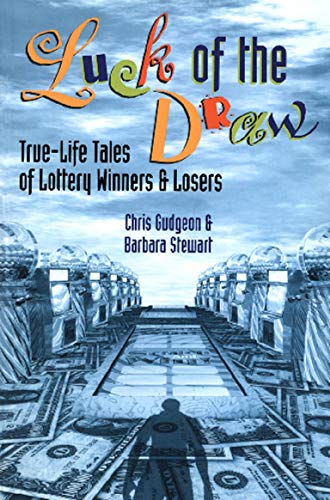 Luck of the
Draw
True-Life Tales
of Lottery Winners & Losers
Chris Gudgeon &
Barbara Stewart